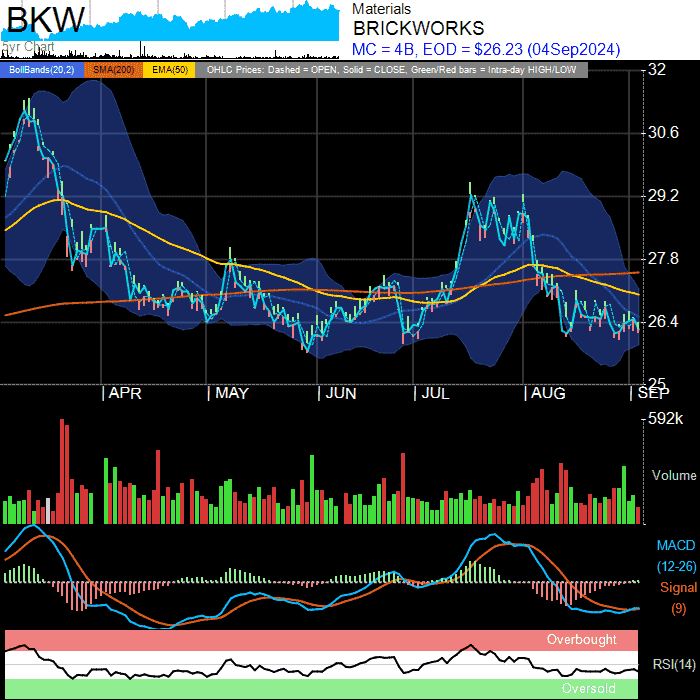 BKW
5yr Chart
Materials
BRICKWORKS
MC = 4B, EOD = $26.23 (04Sep2024)
BollBands(20,2) SMA(200) EMA(50) OHLC Prices: Dashed = OPEN, Solid = CLOSE, Green/Red bars = Intra-day HIGH/LOW
32
30.6
29.2
27.8
26.4
25
APR MAY JUN JUL AUG SEP
592k
Volume
MACD
(12-26)
Signal
(9)
Overbought
RSI(14)
Oversold